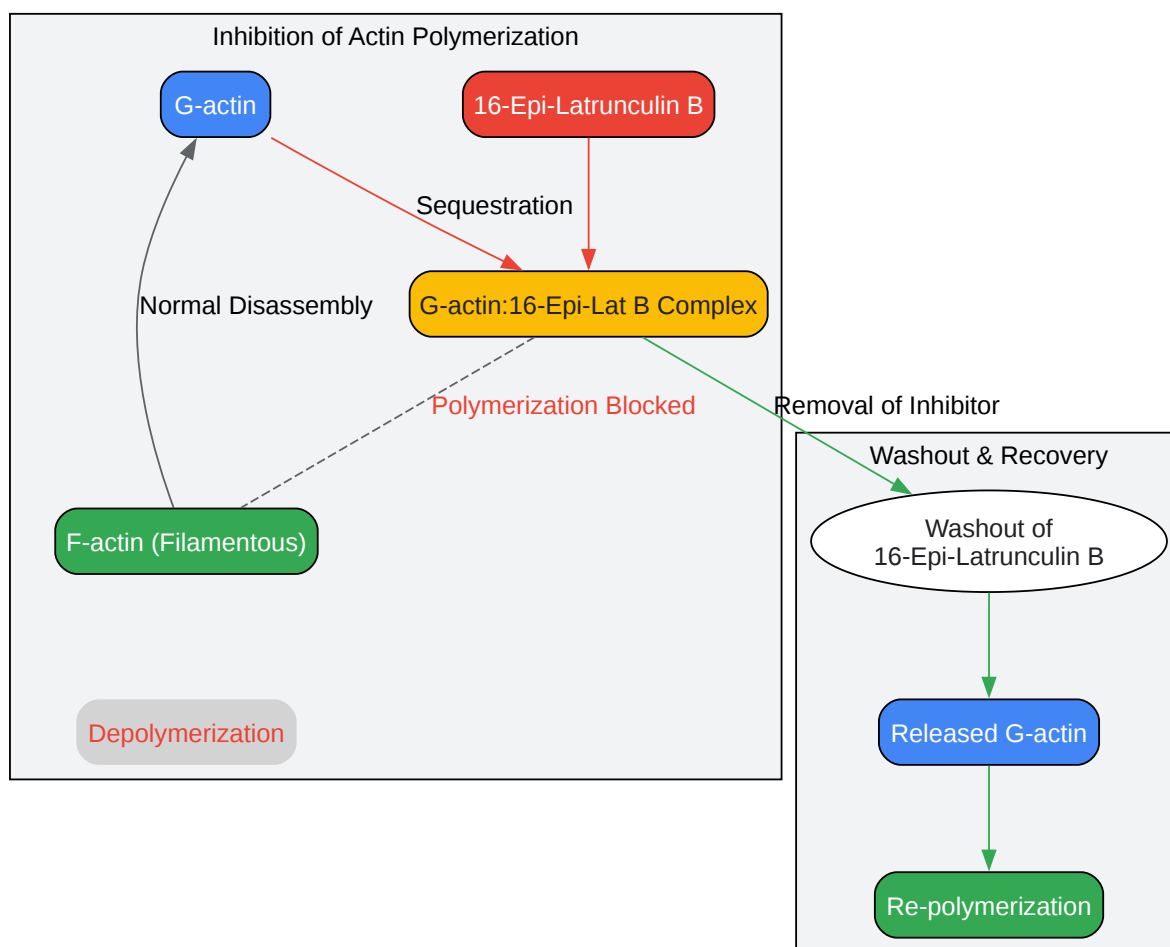 Inhibition of Actin Polymerization
G-actin
16-Epi-Latrunculin B
Sequestration
Normal Disassembly
G-actin:16-Epi-Lat B Complex
Polymerization Blocked
Removal of Inhibitor
Washout & Recovery
F-actin (Filamentous)
Washout of
16-Epi-Latrunculin B
Depolymerization
Released G-actin
Re-polymerization